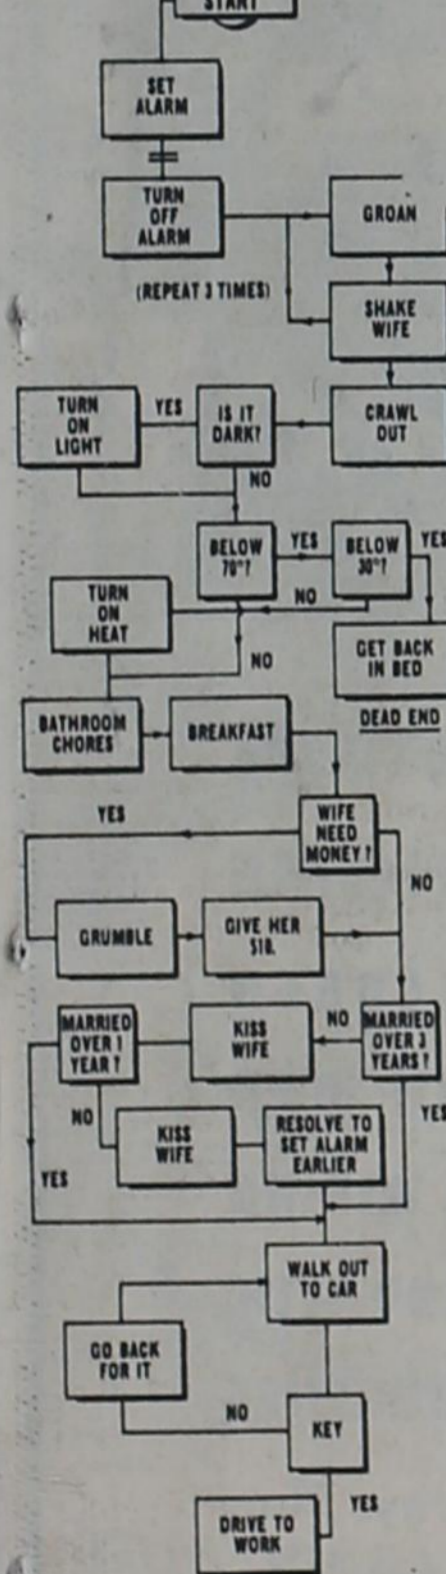 START
SET
ALARM
TURN
OFF
ALARM
GROAN
(REPEAT 3 TIMES)
SHAKE
WIFE
CRAWL
OUT
IS IT
DARK?
YES
TURN
ON
LIGHT
NO
BELOW
70°?
YES
BELOW
30°?
YES
NO
TURN
ON
HEAT
NO
GET BACK
IN BED
DEAD END
BATHROOM
CHORES
BREAKFAST
WIFE
NEED
MONEY?
YES
NO
GRUMBLE
GIVE HER
$10.
MARRIED
OVER 3
YEARS?
NO
KISS
WIFE
MARRIED
OVER 1
YEAR?
YES
NO
KISS
WIFE
RESOLVE TO
SET ALARM
EARLIER
YES
WALK OUT
TO CAR
GO BACK
FOR IT
NO
KEY
YES
DRIVE TO
WORK